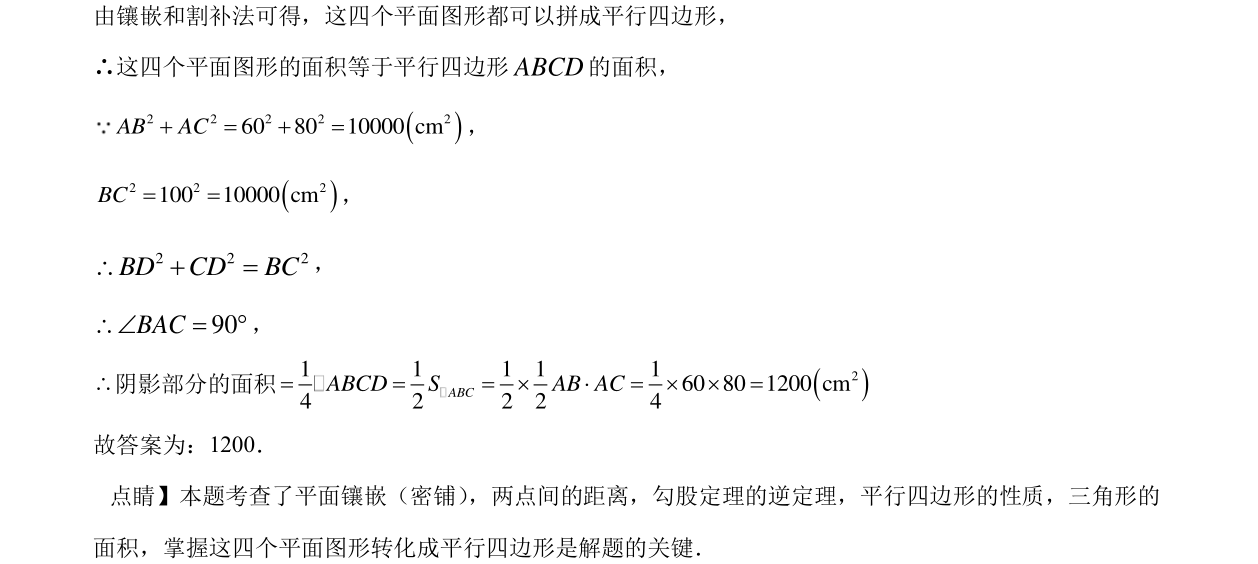 由镶嵌和割补法可得，这四个平面图形都可以拼成平行四边形，
∴这四个平面图形的面积等于平行四边形ABCD的面积，
∵AB²+AC²=60²+80²=10000(cm²)，
BC²=100²=10000(cm²)，
∴BD²+CD²=BC²，
∴∠BAC=90°，
∴阴影部分的面积=1/4□ABCD=1/2S□ABC=1/2×1/2AB·AC=1/4×60×80=1200(cm²)
故答案为：1200．
点睛】本题考查了平面镶嵌（密铺），两点间的距离，勾股定理的逆定理，平行四边形的性质，三角形的
面积，掌握这四个平面图形转化成平行四边形是解题的关键．